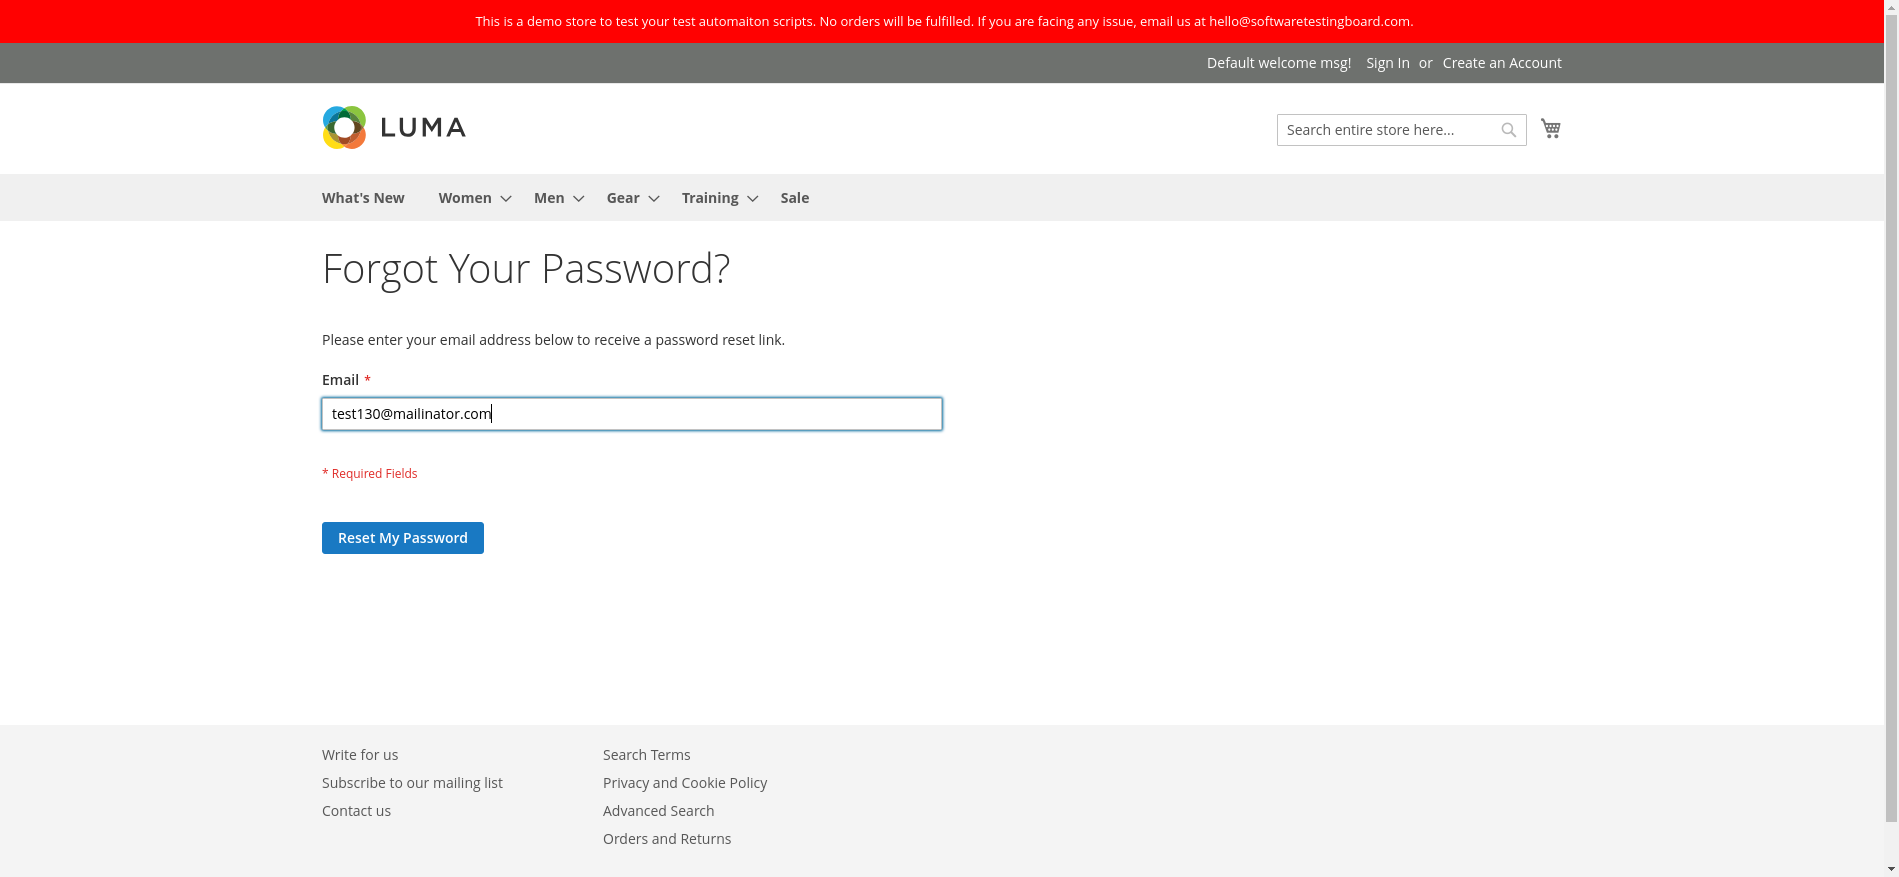 This is a demo store to test your test automaiton scripts. No orders will be fulfilled. If you are facing any issue, email us at hello@softwaretestingboard.com.
Default welcome msg! Sign In or Create an Account
LUMA
Search entire store here...
What's New Women Men Gear Training Sale
Forgot Your Password?
Please enter your email address below to receive a password reset link.
Email *
test130@mailinator.com
* Required Fields
Reset My Password
Write for us
Subscribe to our mailing list
Contact us
Search Terms
Privacy and Cookie Policy
Advanced Search
Orders and Returns